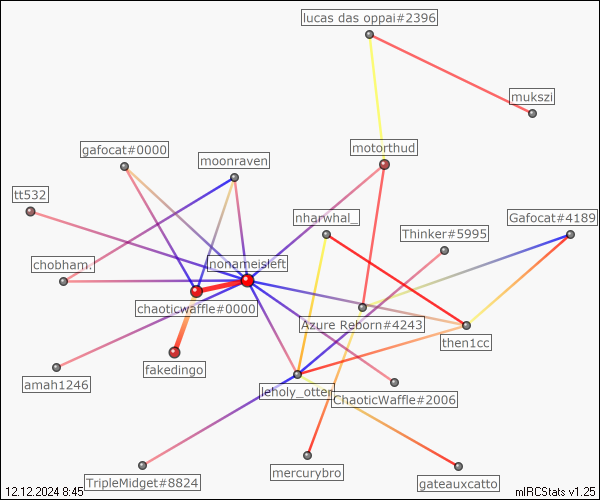 lucas das oppai#2396
mukszi
gafocat#0000
moonraven
motorthud
tt532
nharwhal_
Thinker#5995
Gafocat#4189
chobham.
nonameisleft
chaoticwaffle#0000
Azure Reborn#4243
then1cc
fakedingo
amah1246
leholy_otter
ChaoticWaffle#2006
TripleMidget#8824
mercurybro
gateauxcatto
12.12.2024 8:45
mIRCStats v1.25